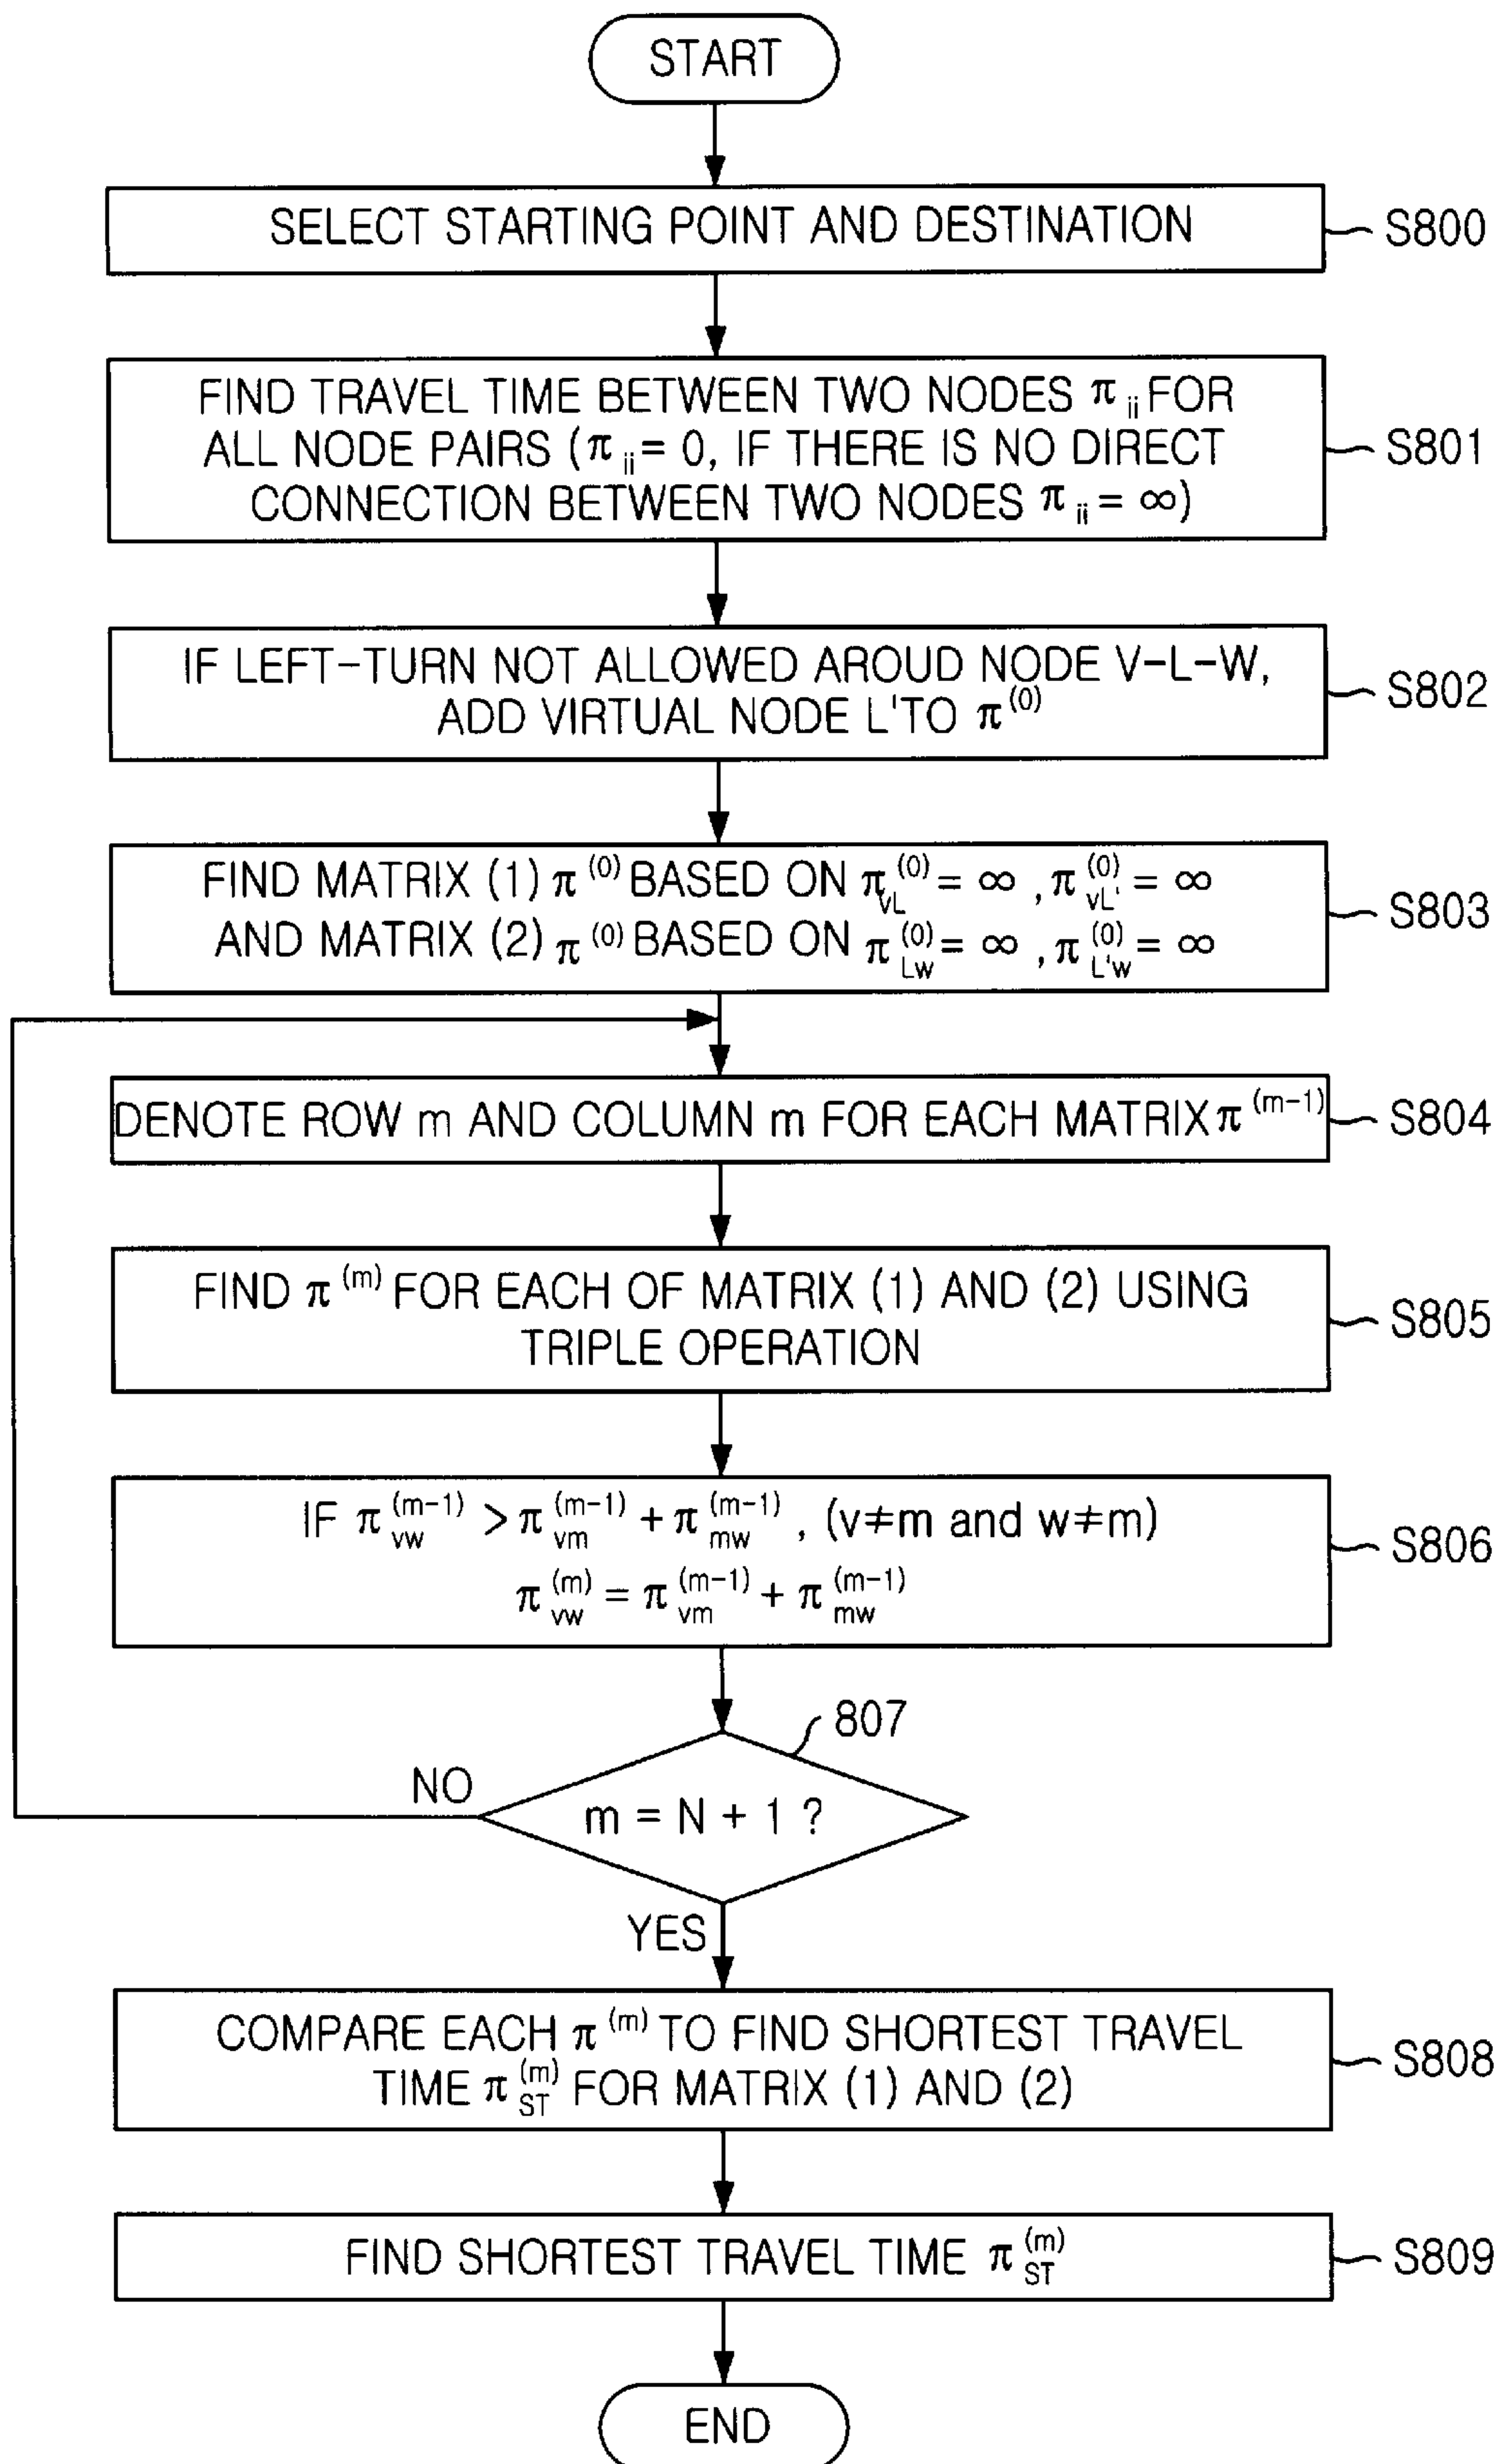 START
SELECT STARTING POINT AND DESTINATION
S800
FIND TRAVEL TIME BETWEEN TWO NODES π ii FOR
ALL NODE PAIRS (π ii = 0, IF THERE IS NO DIRECT
CONNECTION BETWEEN TWO NODES π ii = ∞)
S801
IF LEFT-TURN NOT ALLOWED AROUD NODE V-L-W,
ADD VIRTUAL NODE L'TO π (0)
S802
FIND MATRIX (1) π (0) BASED ON π vL (0) = ∞ , π vL' (0) = ∞
AND MATRIX (2) π (0) BASED ON π Lw (0) = ∞ , π L'w (0) = ∞
S803
DENOTE ROW m AND COLUMN m FOR EACH MATRIX π (m-1)
S804
FIND π (m) FOR EACH OF MATRIX (1) AND (2) USING
TRIPLE OPERATION
S805
IF π vw (m-1) > π vm (m-1) + π mw (m-1) , (v≠m and w≠m)
π vw (m) = π vm (m-1) + π mw (m-1)
S806
807
NO
m = N + 1 ?
YES
COMPARE EACH π (m) TO FIND SHORTEST TRAVEL
TIME π ST (m) FOR MATRIX (1) AND (2)
S808
FIND SHORTEST TRAVEL TIME π ST (m)
S809
END